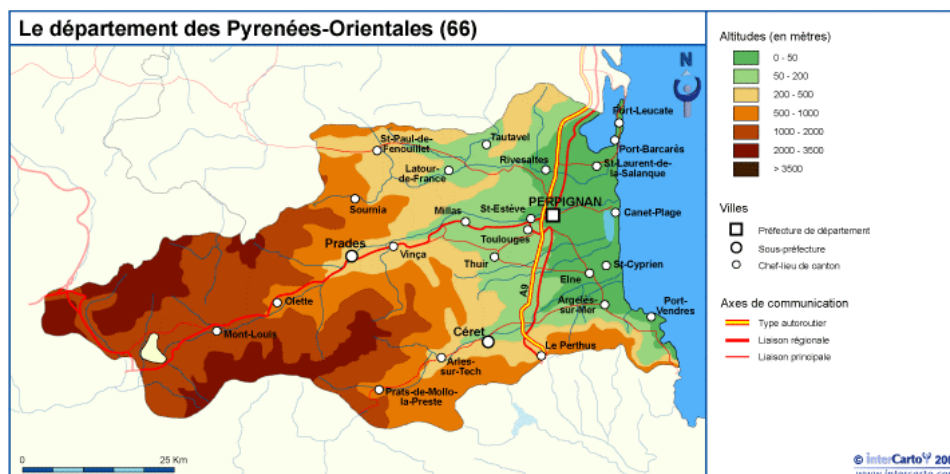 Le département des Pyrenées-Orientales (66)
Altitudes (en mètres)
0 - 50
50 - 200
200 - 500
500 - 1000
1000 - 2000
2000 - 3500
> 3500
N
Port-Leucate
Port-Barcarès
St-Laurent-de-
la-Salanque
Tautavel
St-Paul-de-
Fenouillet
Rivesaltes
Latour-
de-France
Sournia
PERPIGNAN
St-Estève
Millas
Canet-Plage
Toulouges
Prades
Vinça
Thuir
St-Cyprien
Elne
A9
Olette
Argelès-
sur-Mer
Port-
Vendres
Mont-Louis
Céret
Le Perthus
Arles-
sur-Tech
Prats-de-Mollo-
la-Preste
Villes
Préfecture de département
Sous-préfecture
Chef-lieu de canton
Axes de communication
Type autoroutier
Liaison régionale
Liaison principale
0
25 Km
© interCarto